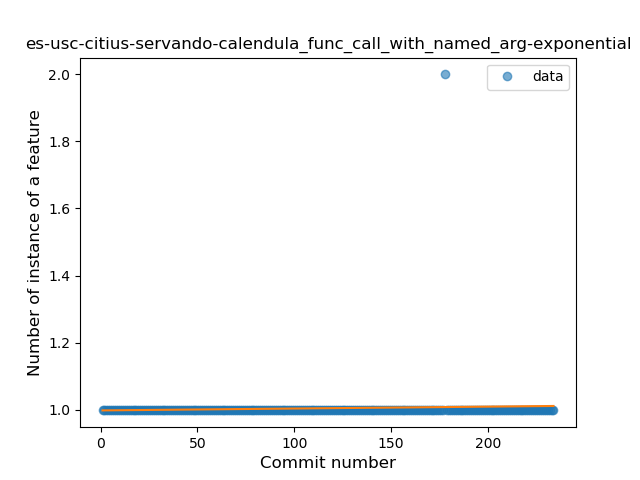 es-usc-citius-servando-calendula_func_call_with_named_arg-exponential
data
Number of instance of a feature
2.0
1.8
1.6
1.4
1.2
1.0
0 50 100 150 200
Commit number